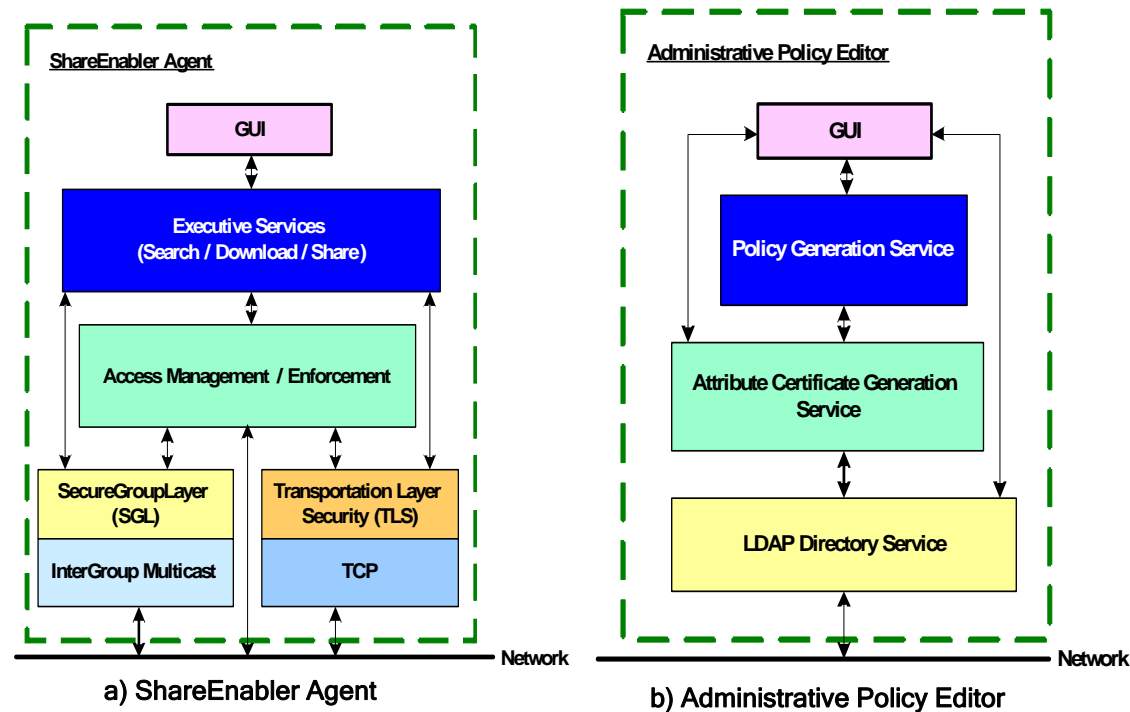 ShareEnabler Agent
GUI
Executive Services
(Search / Download / Share)
Access Management / Enforcement
SecureGroupLayer
(SGL)
InterGroup Multicast
Transportation Layer
Security (TLS)
TCP
Network
a) ShareEnabler Agent
Administrative Policy Editor
GUI
Policy Generation Service
Attribute Certificate Generation
Service
LDAP Directory Service
Network
b) Administrative Policy Editor